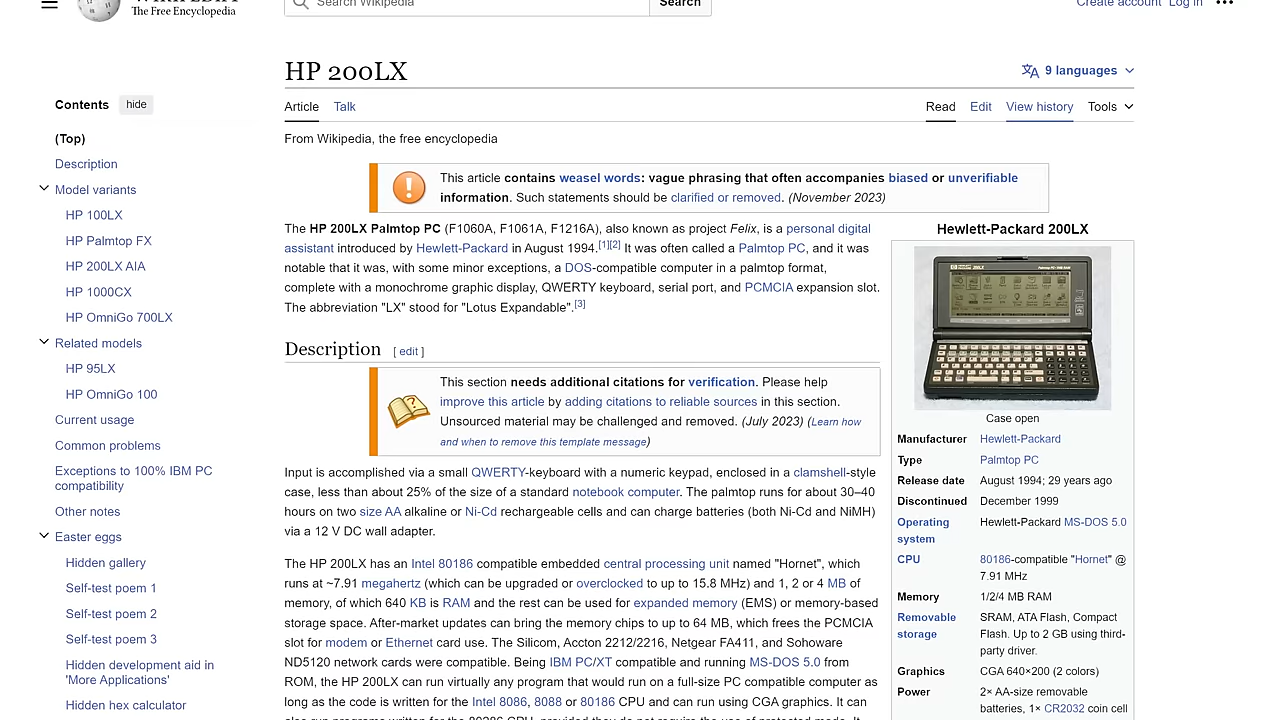 Search Wikipedia
Search
Create account Log in
The Free Encyclopedia
HP 200LX
9 languages
Contents hide
Article Talk
Read Edit View history Tools
(Top)
Description
Model variants
HP 100LX
HP Palmtop FX
HP 200LX AIA
HP 1000CX
HP OmniGo 700LX
Related models
HP 95LX
HP OmniGo 100
Current usage
Common problems
Exceptions to 100% IBM PC
compatibility
Other notes
Easter eggs
Hidden gallery
Self-test poem 1
Self-test poem 2
Self-test poem 3
Hidden development aid in
'More Applications'
Hidden hex calculator
From Wikipedia, the free encyclopedia
This article contains weasel words: vague phrasing that often accompanies biased or unverifiable
information. Such statements should be clarified or removed. (November 2023)
The HP 200LX Palmtop PC (F1060A, F1061A, F1216A), also known as project Felix, is a personal digital
assistant introduced by Hewlett-Packard in August 1994.[1][2] It was often called a Palmtop PC, and it was
notable that it was, with some minor exceptions, a DOS-compatible computer in a palmtop format,
complete with a monochrome graphic display, QWERTY keyboard, serial port, and PCMCIA expansion slot.
The abbreviation "LX" stood for "Lotus Expandable".[3]
Description [ edit ]
This section needs additional citations for verification. Please help
improve this article by adding citations to reliable sources in this section.
Unsourced material may be challenged and removed. (July 2023) (Learn how
and when to remove this template message)
Input is accomplished via a small QWERTY-keyboard with a numeric keypad, enclosed in a clamshell-style
case, less than about 25% of the size of a standard notebook computer. The palmtop runs for about 30–40
hours on two size AA alkaline or Ni-Cd rechargeable cells and can charge batteries (both Ni-Cd and NiMH)
via a 12 V DC wall adapter.
The HP 200LX has an Intel 80186 compatible embedded central processing unit named "Hornet", which
runs at ~7.91 megahertz (which can be upgraded or overclocked to up to 15.8 MHz) and 1, 2 or 4 MB of
memory, of which 640 KB is RAM and the rest can be used for expanded memory (EMS) or memory-based
storage space. After-market updates can bring the memory chips to up to 64 MB, which frees the PCMCIA
slot for modem or Ethernet card use. The Silicom, Accton 2212/2216, Netgear FA411, and Sohoware
ND5120 network cards were compatible. Being IBM PC/XT compatible and running MS-DOS 5.0 from
ROM, the HP 200LX can run virtually any program that would run on a full-size PC compatible computer as
long as the code is written for the Intel 8086, 8088 or 80186 CPU and can run using CGA graphics. It can
Hewlett-Packard 200LX
Case open
Manufacturer Hewlett-Packard
Type Palmtop PC
Release date August 1994; 29 years ago
Discontinued December 1999
Operating system Hewlett-Packard MS-DOS 5.0
CPU 80186-compatible "Hornet" @
7.91 MHz
Memory 1/2/4 MB RAM
Removable storage SRAM, ATA Flash, Compact
Flash. Up to 2 GB using third-
party driver.
Graphics CGA 640×200 (2 colors)
Power 2× AA-size removable
batteries, 1× CR2032 coin cell